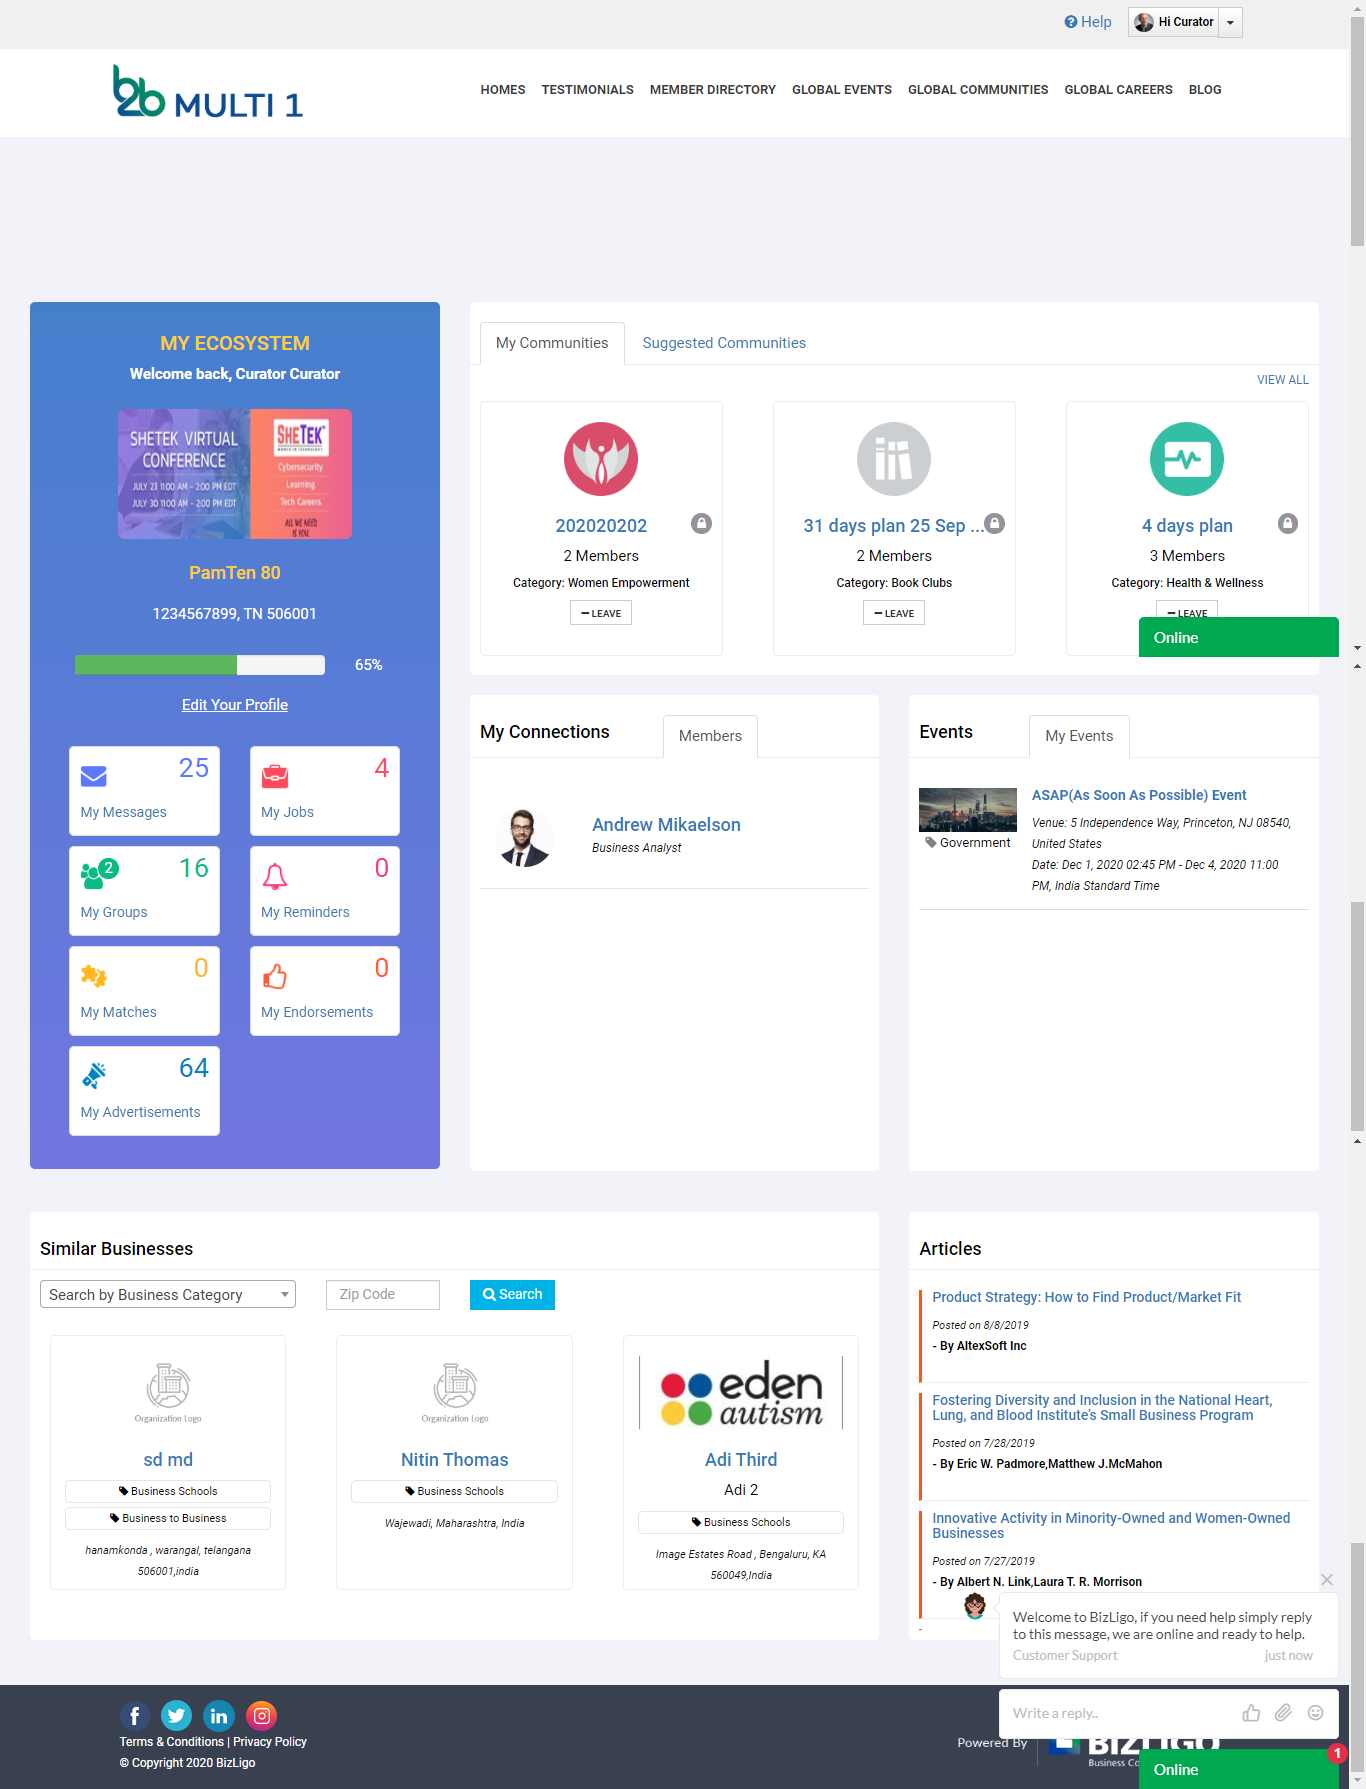 Help
Hi Curator
b2b MULTI 1
HOMES TESTIMONIALS MEMBER DIRECTORY GLOBAL EVENTS GLOBAL COMMUNITIES GLOBAL CAREERS BLOG
MY ECOSYSTEM
Welcome back, Curator Curator
SHETEK VIRTUAL
CONFERENCE
JULY 23 11:00 AM - 2:00 PM EDT
JULY 30 11:00 AM - 2:00 PM EDT
SHETEK
WOMEN IN TECHNOLOGY
Cybersecurity
Learning
Tech Careers
ALL WE NEED
IS YOU!
PamTen 80
1234567899, TN 506001
65%
Edit Your Profile
25
My Messages
4
My Jobs
2
16
My Groups
0
My Reminders
0
My Matches
0
My Endorsements
64
My Advertisements
My Communities
Suggested Communities
VIEW ALL
202020202
2 Members
Category: Women Empowerment
LEAVE
31 days plan 25 Sep ...
2 Members
Category: Book Clubs
LEAVE
4 days plan
3 Members
Category: Health & Wellness
LEAVE
Online
My Connections
Members
Andrew Mikaelson
Business Analyst
Events
My Events
Government
ASAP(As Soon As Possible) Event
Venue: 5 Independence Way, Princeton, NJ 08540,
United States
Date: Dec 1, 2020 02:45 PM - Dec 4, 2020 11:00
PM, India Standard Time
Similar Businesses
Search by Business Category
Zip Code
Search
Organization Logo
sd md
Business Schools
Business to Business
hanamkonda , warangal, telangana
506001,india
Organization Logo
Nitin Thomas
Business Schools
Wajewadi, Maharashtra, India
eden
autism
Adi Third
Adi 2
Business Schools
Image Estates Road , Bengaluru, KA
560049,India
Articles
Product Strategy: How to Find Product/Market Fit
Posted on 8/8/2019
- By AltexSoft Inc
Fostering Diversity and Inclusion in the National Heart,
Lung, and Blood Institute's Small Business Program
Posted on 7/28/2019
- By Eric W. Padmore,Matthew J.McMahon
Innovative Activity in Minority-Owned and Women-Owned
Businesses
Posted on 7/27/2019
- By Albert N. Link,Laura T. R. Morrison
Welcome to BizLigo, if you need help simply reply
to this message, we are online and ready to help.
Customer Support
just now
Write a reply..
Terms & Conditions | Privacy Policy
© Copyright 2020 BizLigo
Powered By
BIZLIGO
Business
1
Online